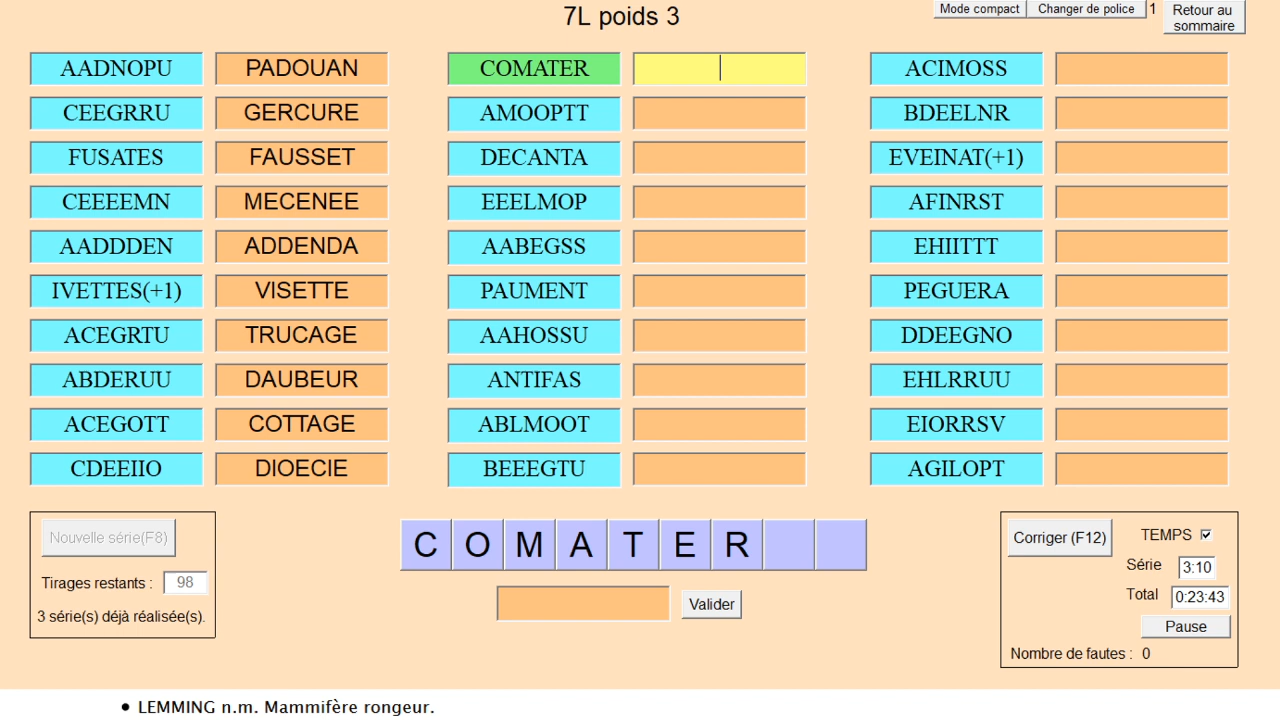 7L poids 3
Mode compact
Changer de police
1
Retour au
sommaire
AADNOPU PADOUAN
CEEGRRU GERCURE
FUSATES FAUSSET
CEEEEMN MECENEE
AADDDEN ADDENDA
IVETTES(+1) VISETTE
ACEGRTU TRUCAGE
ABDERUU DAUBEUR
ACEGOTT COTTAGE
CDEEIIO DIOECIE
COMATER
AMOOPTT
DECANTA
EEELMOP
AABEGSS
PAUMENT
AAHOSSU
ANTIFAS
ABLMOOT
BEEEGTU
ACIMOSS
BDEELNR
EVEINAT(+1)
AFINRST
EHIITTT
PEGUERA
DDEEGNO
EHLRRUU
EIORRSV
AGILOPT
Nouvelle série(F8)
Tirages restants : 98
3 série(s) déjà réalisée(s).
C O M A T E R
Valider
Corriger (F12)
TEMPS
Série 3:10
Total 0:23:43
Pause
Nombre de fautes : 0
• LEMMING n.m. Mammifère rongeur.